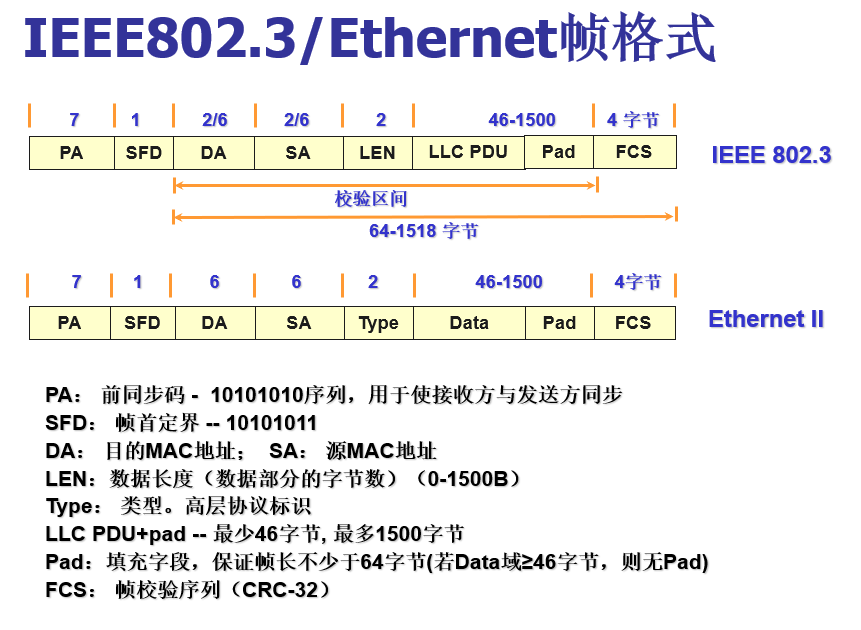 IEEE802.3/Ethernet帧格式
7 1 2/6 2/6 2 46-1500 4 字节
PA SFD DA SA LEN LLC PDU Pad FCS IEEE 802.3
校验区间
64-1518 字节
7 1 6 6 2 46-1500 4字节
PA SFD DA SA Type Data Pad FCS Ethernet II
PA： 前同步码 - 10101010序列，用于使接收方与发送方同步
SFD： 帧首定界 -- 10101011
DA： 目的MAC地址； SA： 源MAC地址
LEN：数据长度（数据部分的字节数）（0-1500B）
Type： 类型。高层协议标识
LLC PDU+pad -- 最少46字节, 最多1500字节
Pad：填充字段，保证帧长不少于64字节(若Data域≥46字节，则无Pad)
FCS： 帧校验序列（CRC-32）